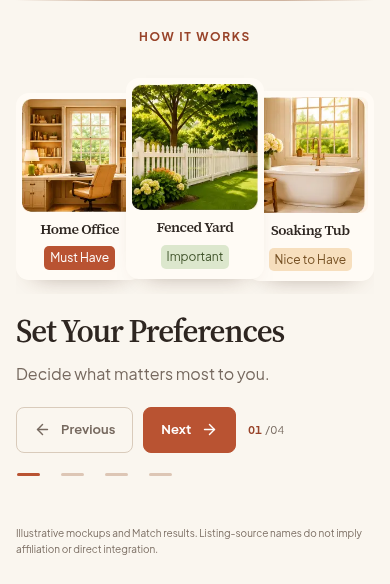 HOW IT WORKS
Home Office
Must Have
Fenced Yard
Important
Soaking Tub
Nice to Have
Set Your Preferences
Decide what matters most to you.
Previous
Next
01 /04
Illustrative mockups and Match results. Listing-source names do not imply
affiliation or direct integration.